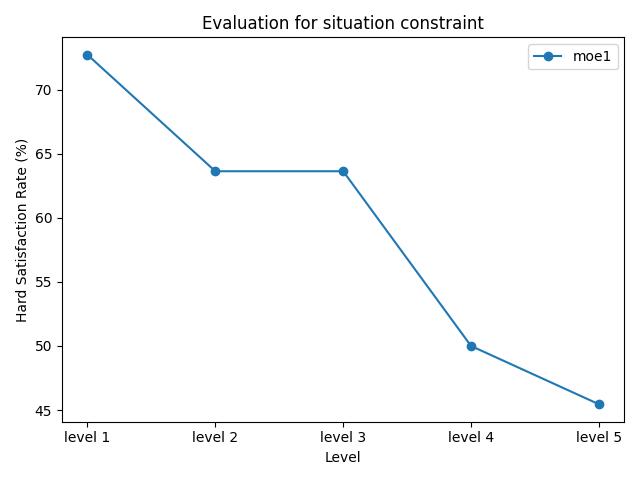 Evaluation for situation constraint
moe1
Hard Satisfaction Rate (%)
70
65
60
55
50
45
level 1 level 2 level 3 level 4 level 5
Level